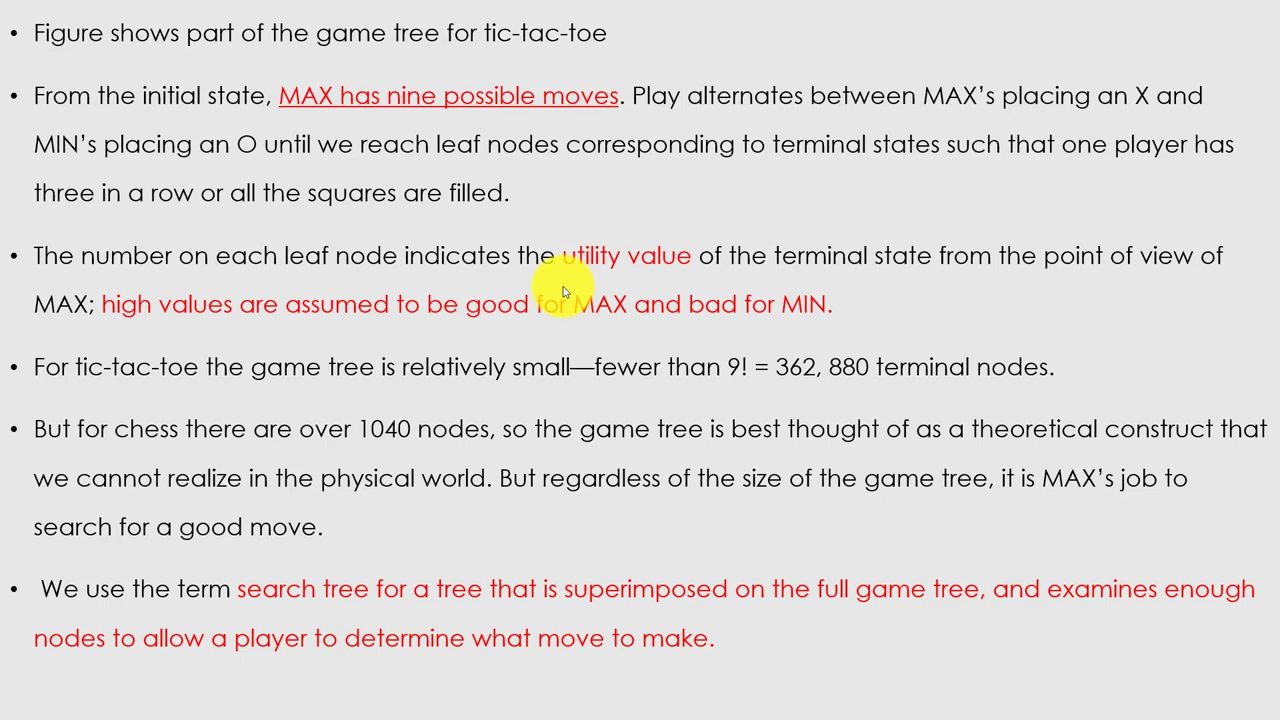 • Figure shows part of the game tree for tic-tac-toe
• From the initial state, MAX has nine possible moves. Play alternates between MAX’s placing an X and
MIN’s placing an O until we reach leaf nodes corresponding to terminal states such that one player has
three in a row or all the squares are filled.
• The number on each leaf node indicates the utility value of the terminal state from the point of view of
MAX; high values are assumed to be good for MAX and bad for MIN.
• For tic-tac-toe the game tree is relatively small—fewer than 9! = 362, 880 terminal nodes.
• But for chess there are over 1040 nodes, so the game tree is best thought of as a theoretical construct that
we cannot realize in the physical world. But regardless of the size of the game tree, it is MAX’s job to
search for a good move.
• We use the term search tree for a tree that is superimposed on the full game tree, and examines enough
nodes to allow a player to determine what move to make.